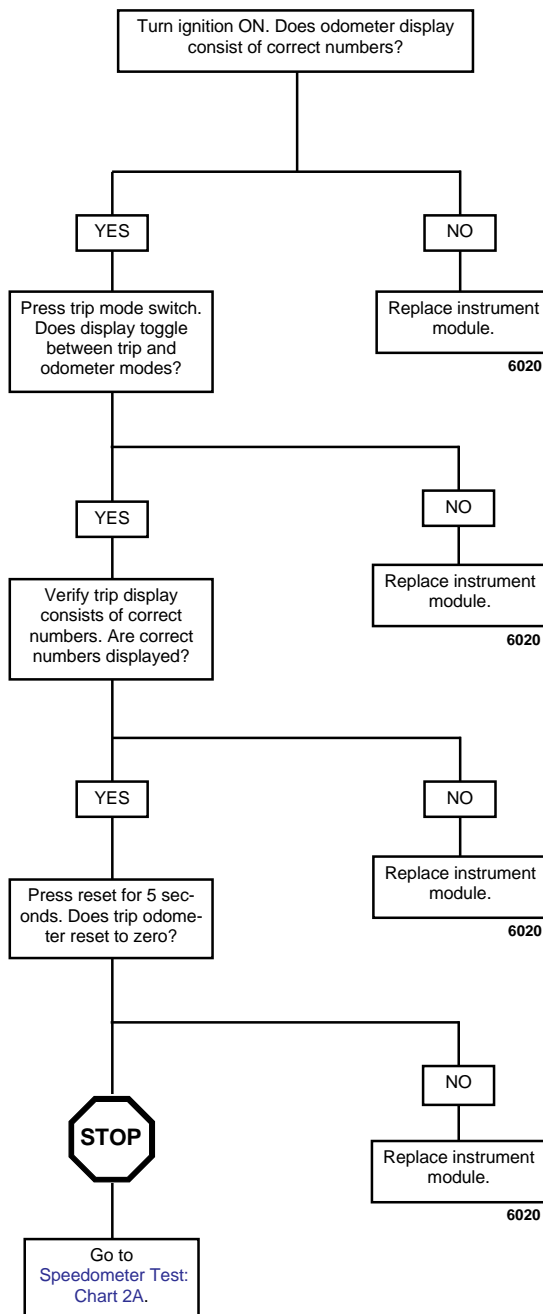 Turn ignition ON. Does odometer display
consist of correct numbers?
YES
NO
Press trip mode switch.
Does display toggle
between trip and
odometer modes?
Replace instrument
module.
6020
YES
NO
Verify trip display
consists of correct
numbers. Are correct
numbers displayed?
Replace instrument
module.
6020
YES
NO
Press reset for 5 sec-
onds. Does trip odome-
ter reset to zero?
Replace instrument
module.
6020
STOP
NO
Replace instrument
module.
6020
Go to
Speedometer Test:
Chart 2A.